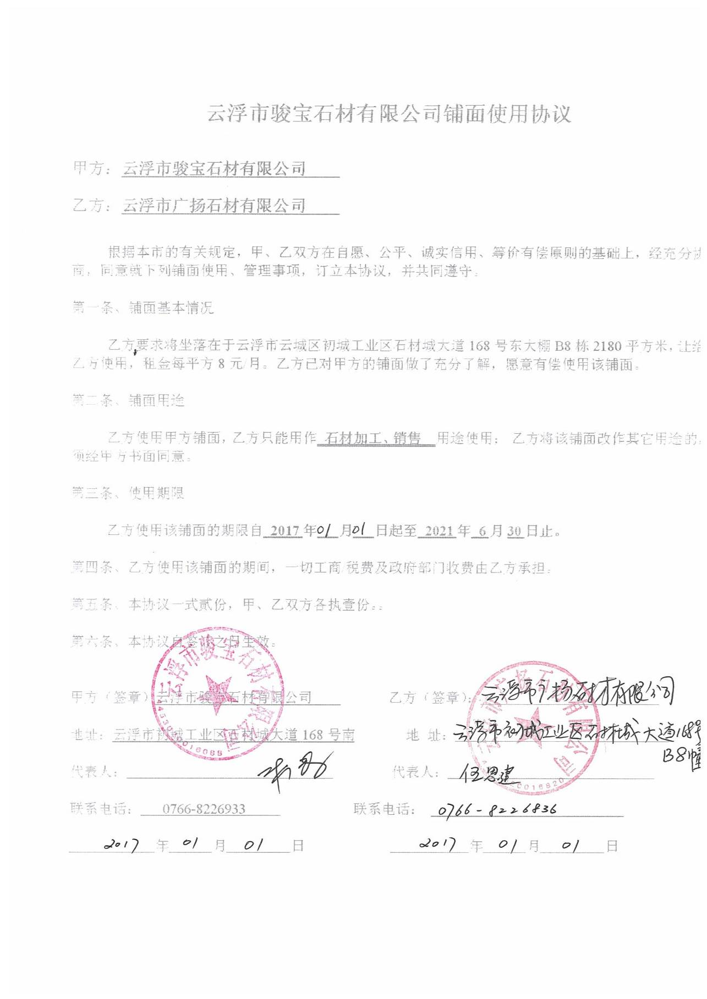 云浮市骏宝石材有限公司铺面使用协议
甲方：云浮市骏宝石材有限公司
乙方：云浮市广扬石材有限公司
根据本市的有关规定，甲、乙双方在自愿、公平、诚实信用、等价有偿原则的基础上，经充分协
商，同意就下列铺面使用、管理事项，订立本协议，并共同遵守。
第一条、铺面基本情况
乙方要求将坐落在于云浮市云城区初城工业区石材城大道 168 号东大棚 B8 栋 2180 平方米，让给
乙方使用，租金每平方 8 元/月。乙方已对甲方的铺面做了充分了解，愿意有偿使用该铺面。
第二条、铺面用途
乙方使用甲方铺面，乙方只能用作 石材加工、销售 用途使用； 乙方将该铺面改作其它用途的，
须经甲方书面同意。
第三条、使用期限
乙方使用该铺面的期限自 2017 年01月01日起至 2021 年 6 月 30 日止。
第四条、乙方使用该铺面的期间，一切工商/税费及政府部门收费由乙方承担。
第五条、本协议一式贰份，甲、乙双方各执壹份。。
第六条、本协议自签 之日生效。
甲方（签章）云浮市骏宝石材有限公司 乙方（签章）：云浮市广扬石材有限公司
地址：云浮市初城工业区石材城大道 168 号南 地 址：云浮市初城工业区石材城大道168号
B8幢
代表人： 代表人：伍思建
联系电话： 0766-8226933 联系电话： 0766-8226836
2017 年 01 月 01 日 2017 年 01 月 01 日
云浮市骏宝石材有限公司